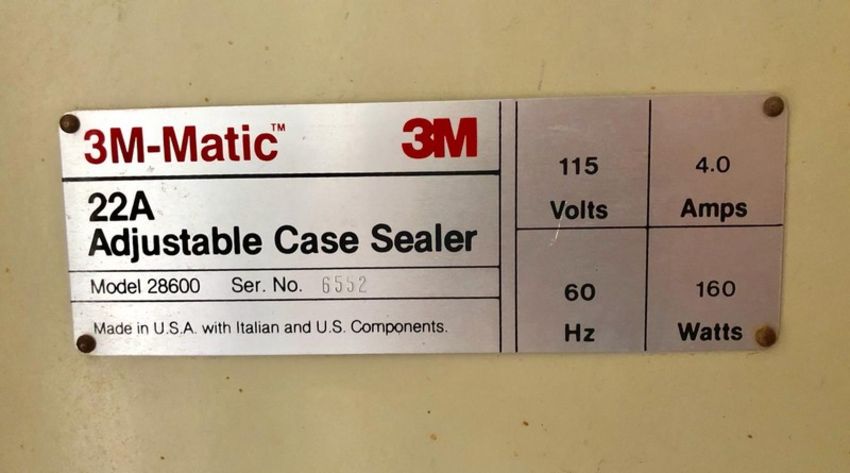 3M-Matic™
3M
22A
Adjustable Case Sealer
Model 28600 Ser. No. 6552
Made in U.S.A. with Italian and U.S. Components.
115
Volts
4.0
Amps
60
Hz
160
Watts